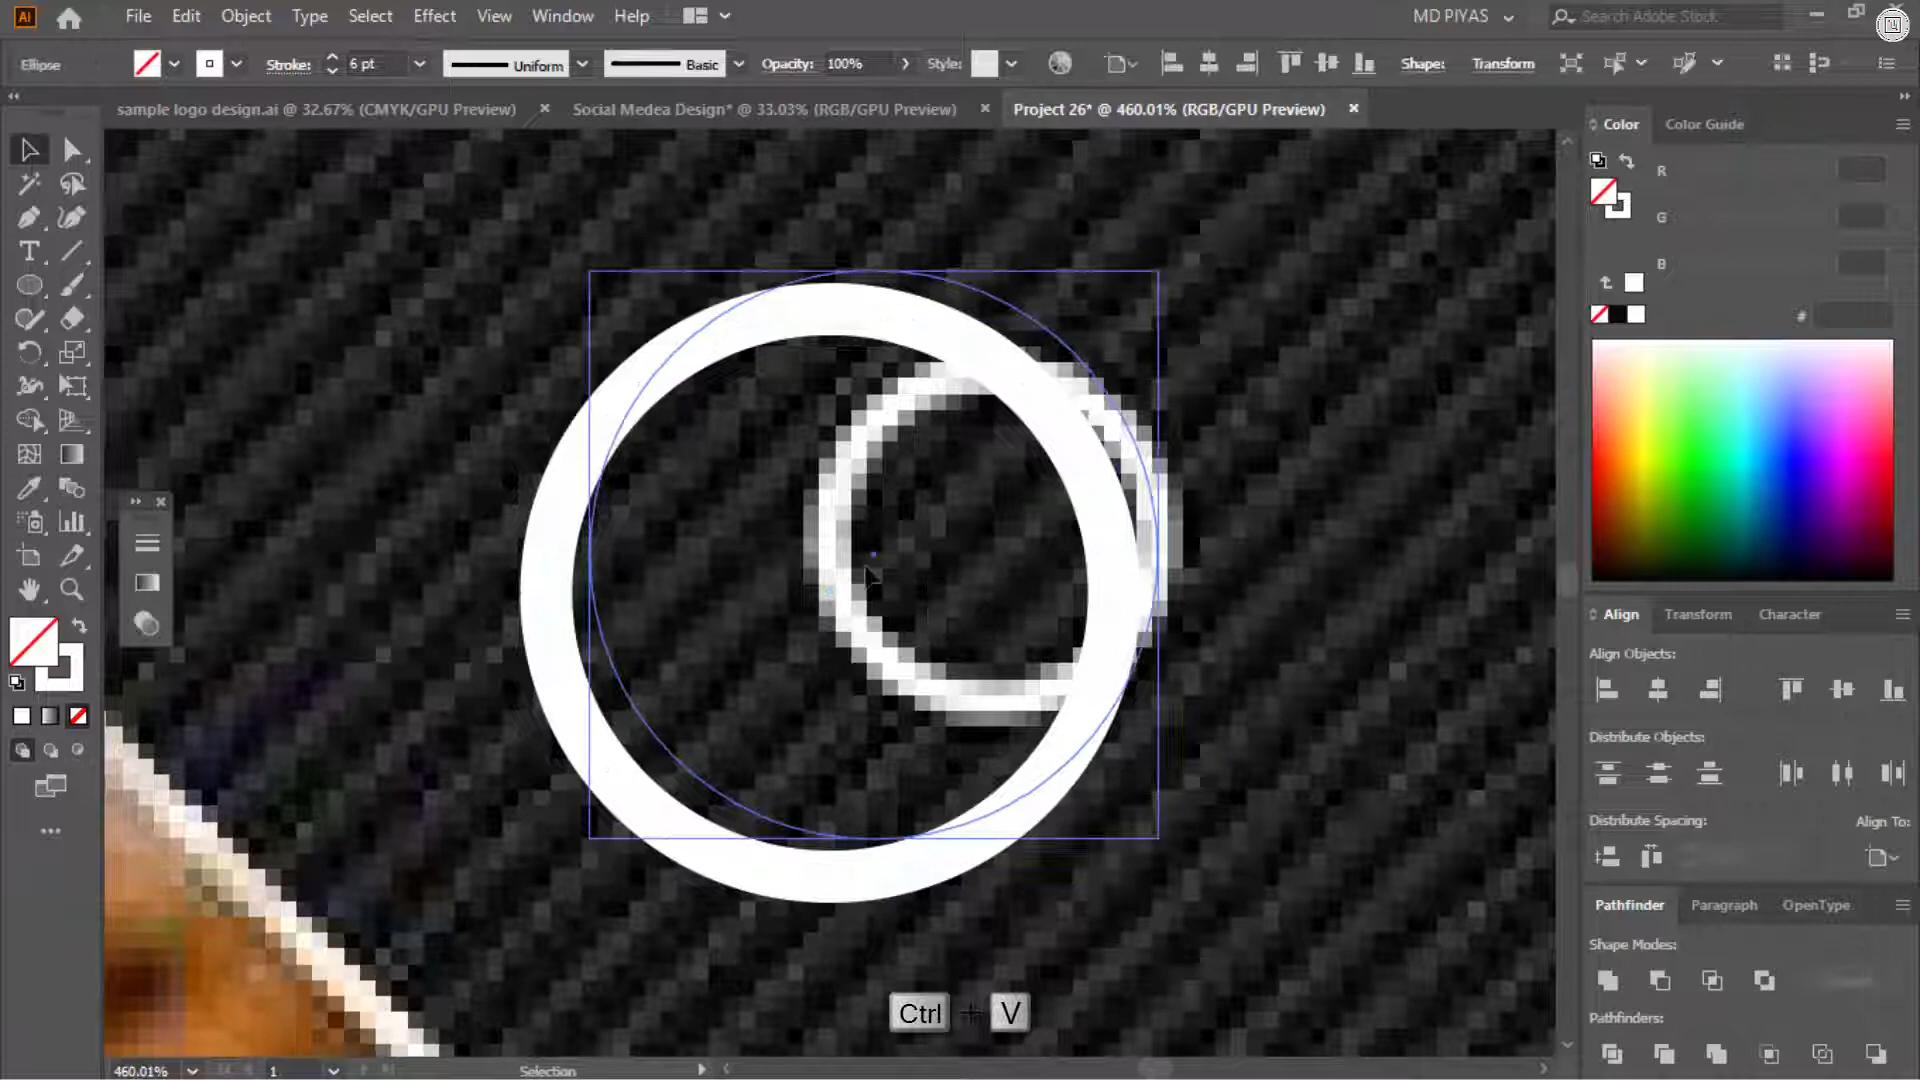 Ai File Edit Object Type Select Effect View Window Help MD PIYAS Search Adobe Stock
Ellipse Stroke: 6 pt Uniform Basic Opacity: 100% Style: Shape: Transform
sample logo design.ai @ 32.67% (CMYK/GPU Preview) Social Medea Design* @ 33.03% (RGB/GPU Preview) Project 26* @ 460.01% (RGB/GPU Preview)
Color Color Guide
R
G
B
#
Align Transform Character
Align Objects:
Distribute Objects:
Distribute Spacing: Align To:
Pathfinder Paragraph OpenType
Shape Modes:
Pathfinders:
Ctrl + V
460.01% 1 Selection